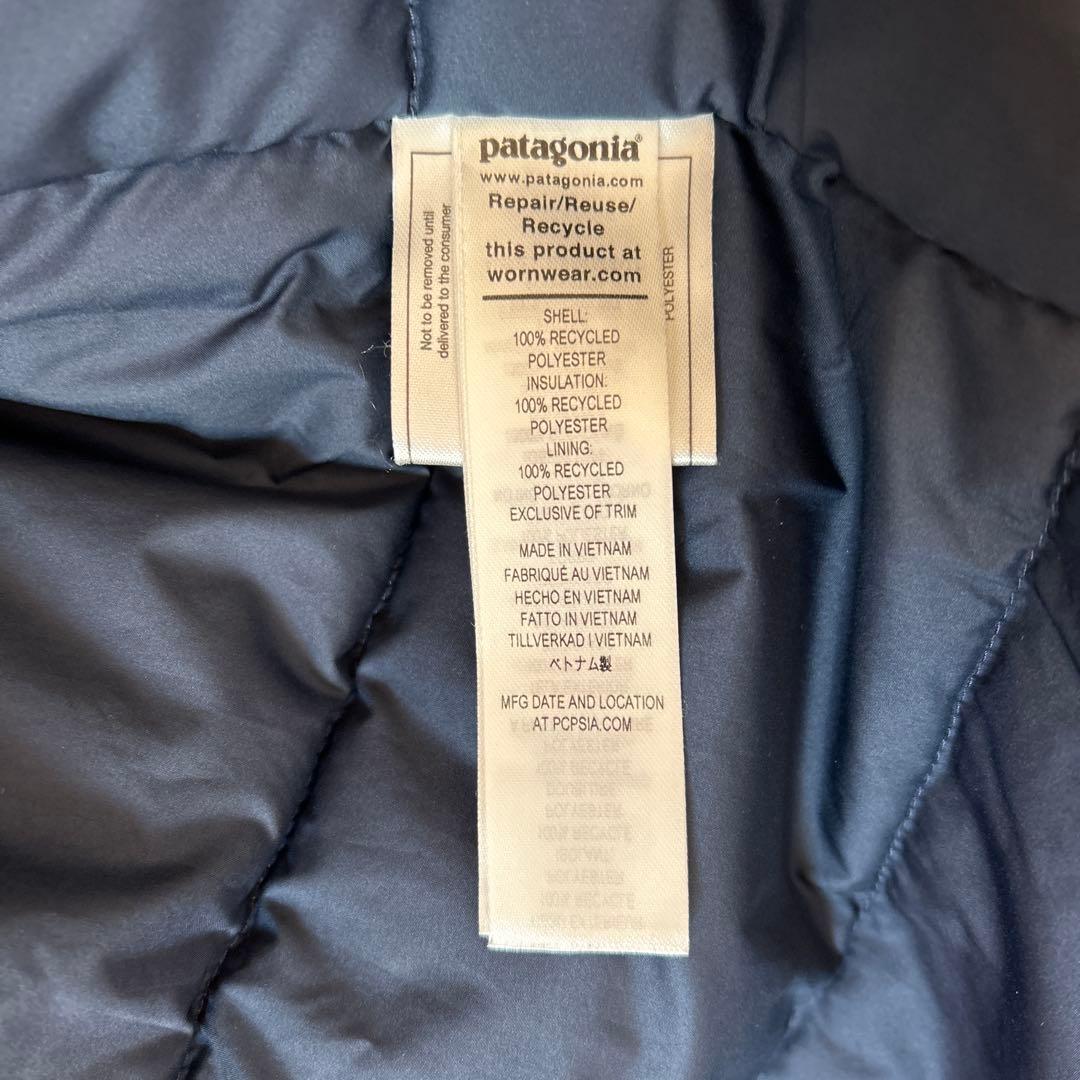 patagonia®
www.patagonia.com
Repair/Reuse/
Recycle
this product at
wornwear.com
SHELL:
100% RECYCLED
POLYESTER
INSULATION:
100% RECYCLED
POLYESTER
LINING:
100% RECYCLED
POLYESTER
EXCLUSIVE OF TRIM
MADE IN VIETNAM
FABRIQUÉ AU VIETNAM
HECHO EN VIETNAM
FATTO IN VIETNAM
TILLVERKAD I VIETNAM
ベトナム製
MFG DATE AND LOCATION
AT PCPSIA.COM
Not to be removed until
delivered to the consumer
POLYESTER